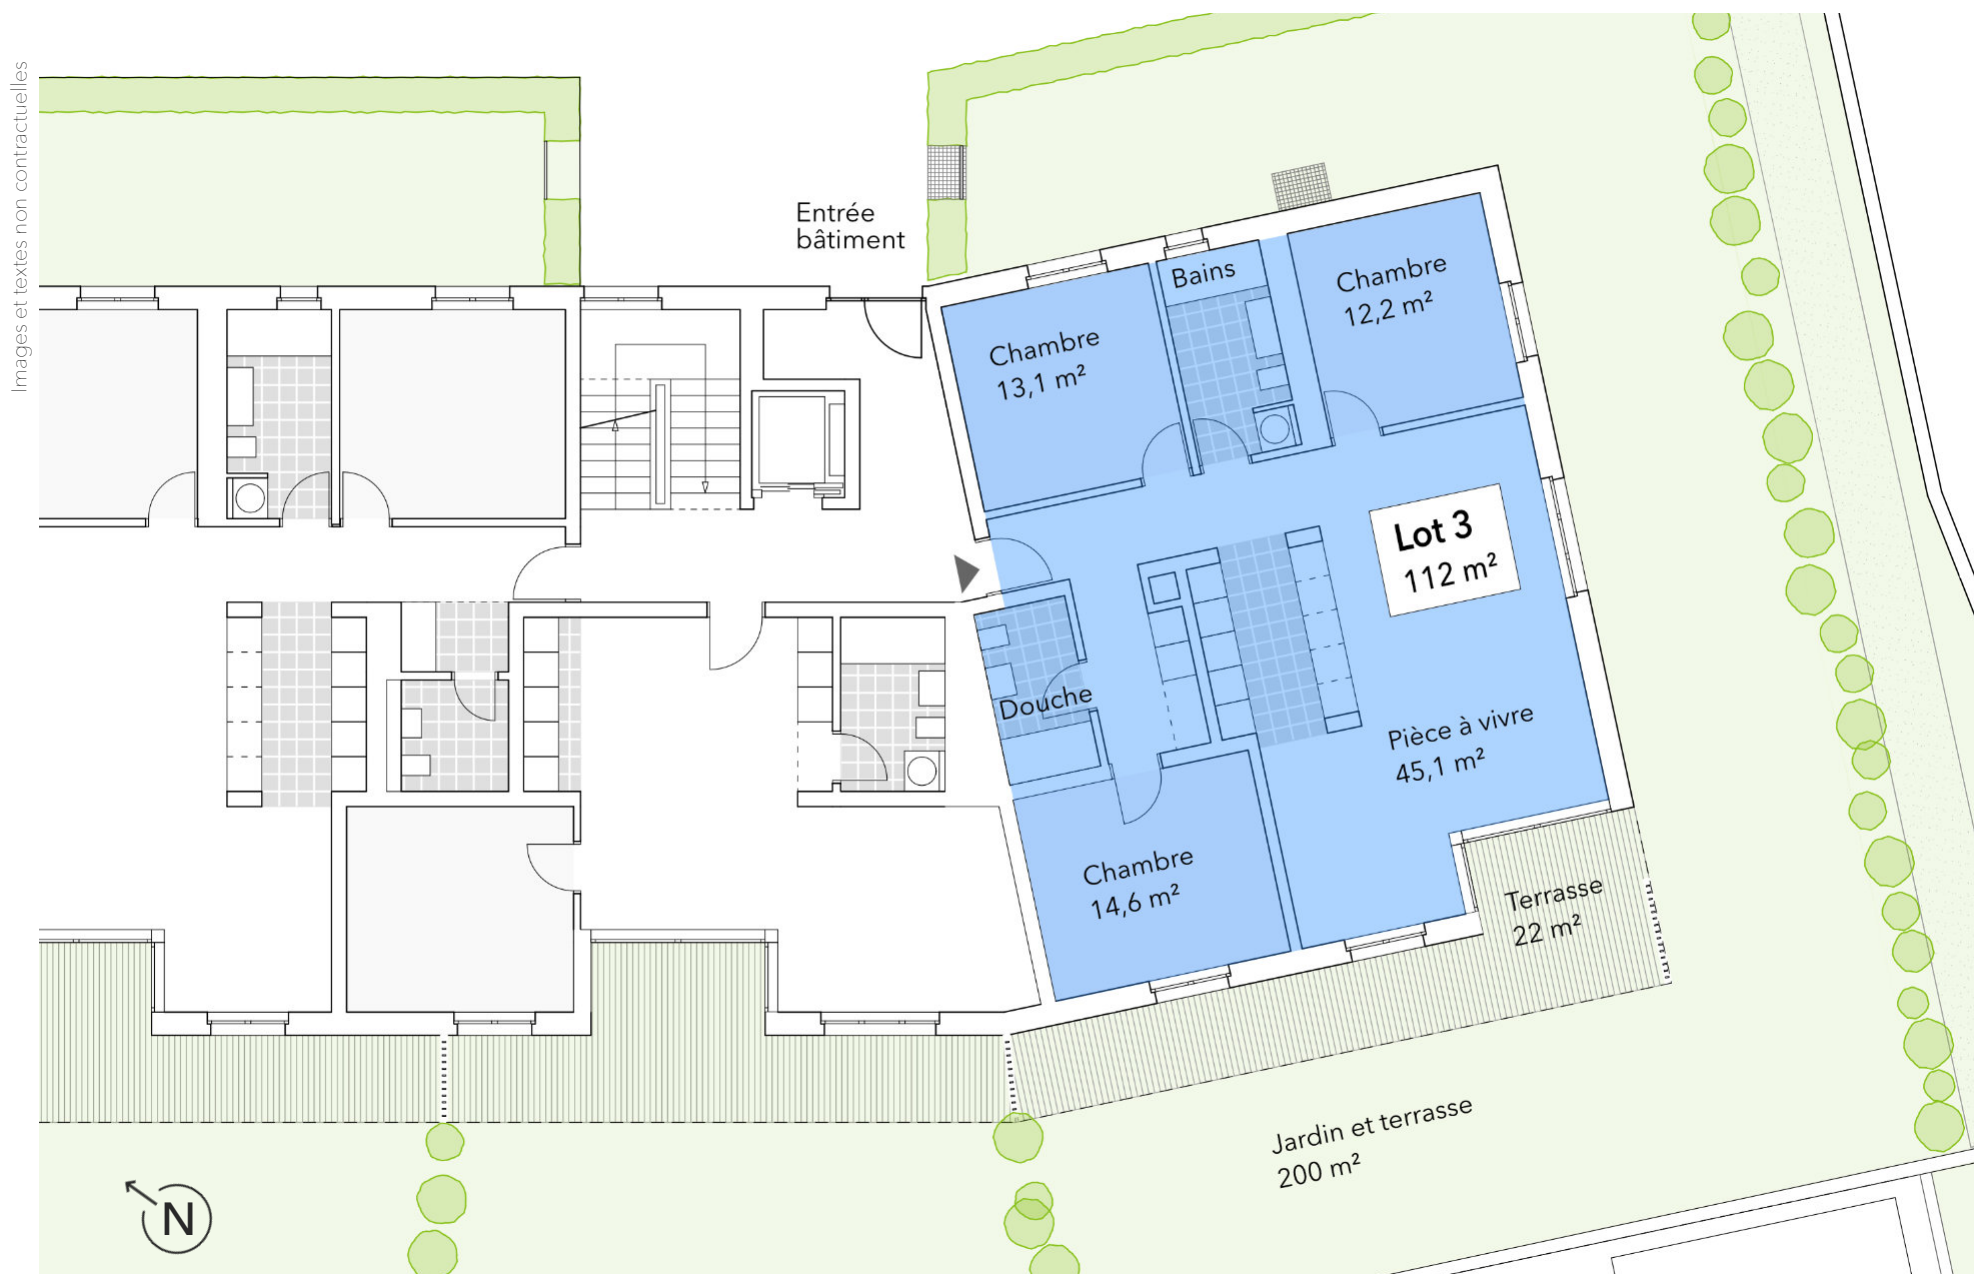 Images et textes non contractuelles
Entrée
bâtiment
Bains
Chambre
12,2 m²
Chambre
13,1 m²
Lot 3
112 m²
Douche
Pièce à vivre
45,1 m²
Chambre
14,6 m²
Terrasse
22 m²
Jardin et terrasse
200 m²
N